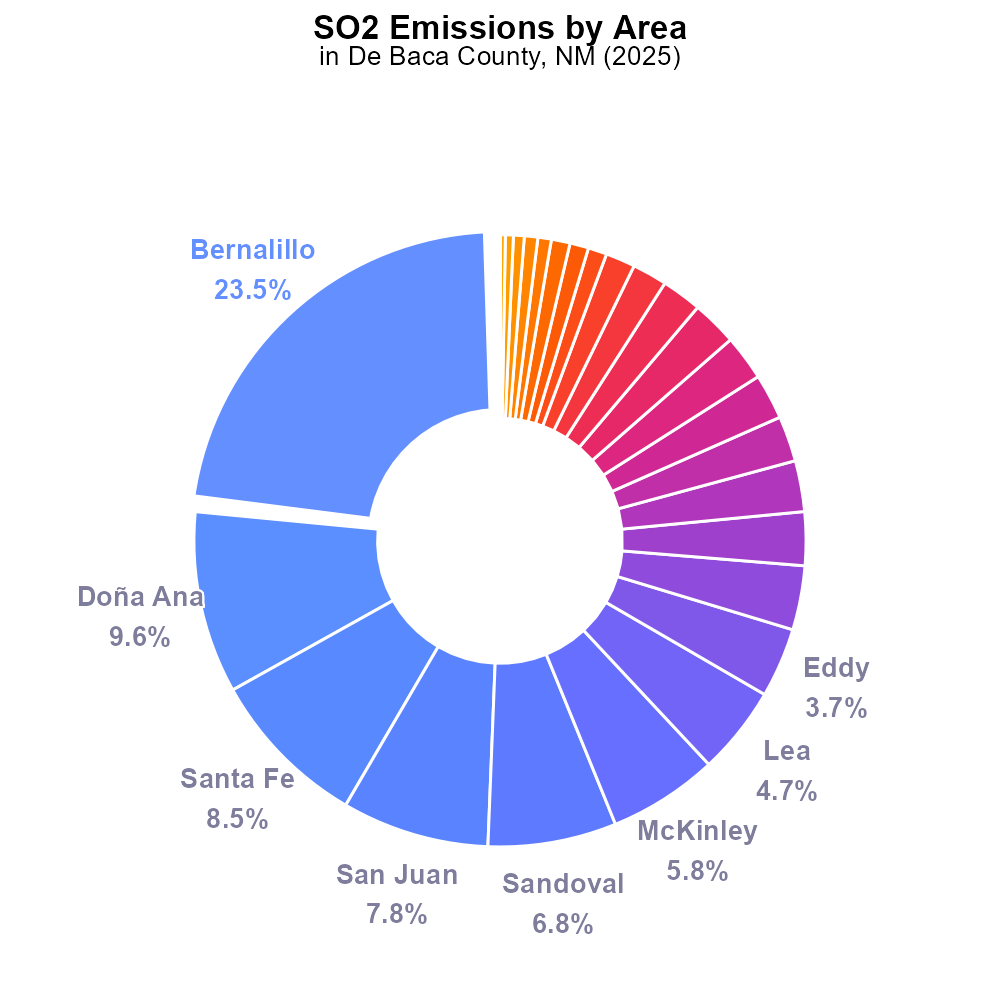 SO2 Emissions by Area
in De Baca County, NM (2025)
Bernalillo
23.5%
Doña Ana
9.6%
Santa Fe
8.5%
San Juan
7.8%
Sandoval
6.8%
McKinley
5.8%
Lea
4.7%
Eddy
3.7%